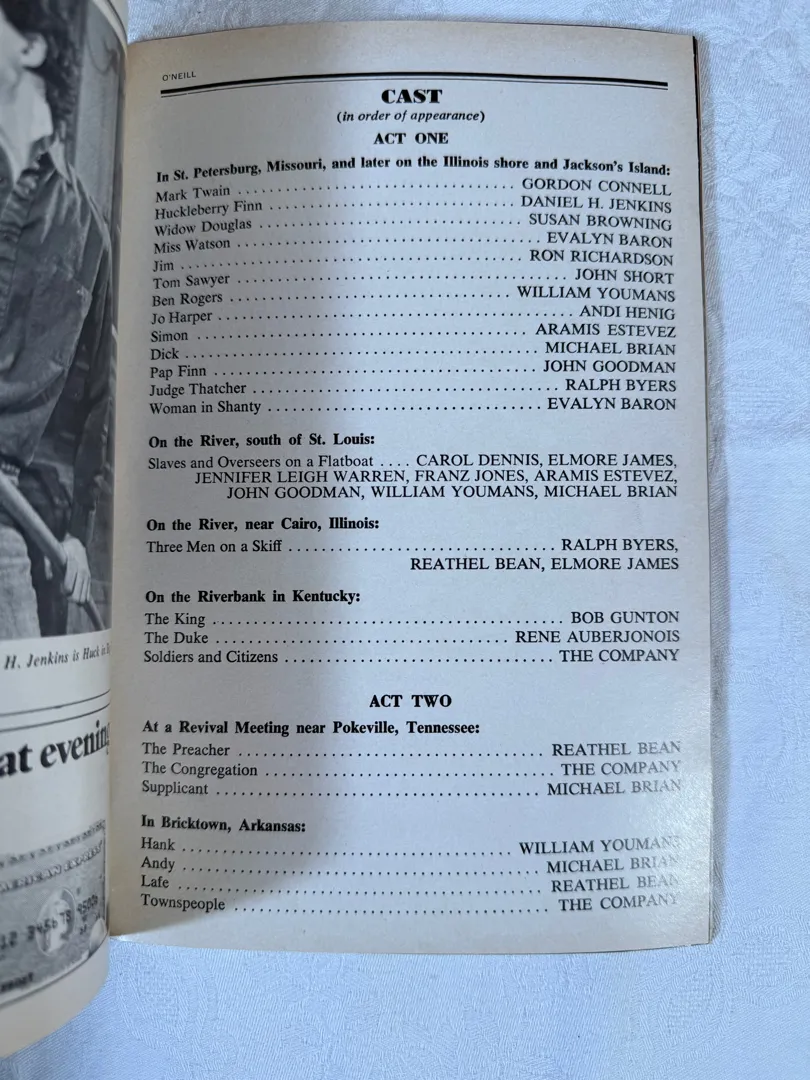 O'NEILL
CAST
(in order of appearance)
ACT ONE
In St. Petersburg, Missouri, and later on the Illinois shore and Jackson's Island:
Mark Twain ........ GORDON CONNELL
Huckleberry Finn ........ DANIEL H. JENKINS
Widow Douglas ........ SUSAN BROWNING
Miss Watson ........ EVALYN BARON
Jim ........ RON RICHARDSON
Tom Sawyer ........ JOHN SHORT
Ben Rogers ........ WILLIAM YOUMANS
Jo Harper ........ ANDI HENIG
Simon ........ ARAMIS ESTEVEZ
Dick ........ MICHAEL BRIAN
Pap Finn ........ JOHN GOODMAN
Judge Thatcher ........ RALPH BYERS
Woman in Shanty ........ EVALYN BARON
On the River, south of St. Louis:
Slaves and Overseers on a Flatboat .... CAROL DENNIS, ELMORE JAMES,
JENNIFER LEIGH WARREN, FRANZ JONES, ARAMIS ESTEVEZ,
JOHN GOODMAN, WILLIAM YOUMANS, MICHAEL BRIAN
On the River, near Cairo, Illinois:
Three Men on a Skiff ........ RALPH BYERS,
REATHEL BEAN, ELMORE JAMES
On the Riverbank in Kentucky:
The King ........ BOB GUNTON
The Duke ........ RENE AUBERJONOIS
Soldiers and Citizens ........ THE COMPANY
ACT TWO
At a Revival Meeting near Pokeville, Tennessee:
The Preacher ........ REATHEL BEAN
The Congregation ........ THE COMPANY
Supplicant ........ MICHAEL BRIAN
In Bricktown, Arkansas:
Hank ........ WILLIAM YOUMANS
Andy ........ MICHAEL BRIAN
Lafe ........ REATHEL BEAN
Townspeople ........ THE COMPANY
H. Jenkins is Huck in
at evening